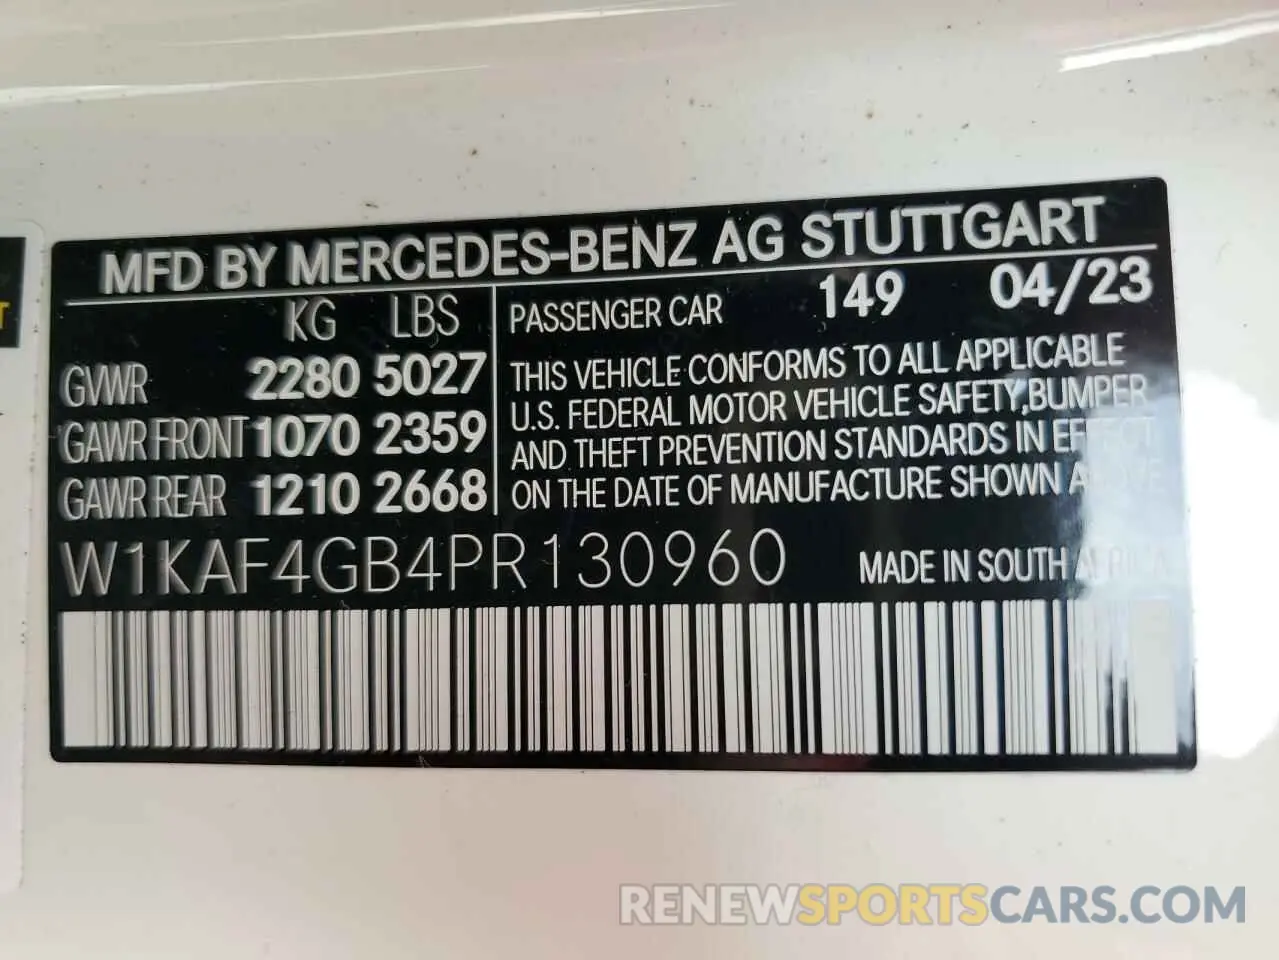 MFD BY MERCEDES-BENZ AG STUTTGART
KG LBS
PASSENGER CAR 149 04/23
GVWR 2280 5027
GAWR FRONT 1070 2359
GAWR REAR 1210 2668
THIS VEHICLE CONFORMS TO ALL APPLICABLE
U.S. FEDERAL MOTOR VEHICLE SAFETY,BUMPER
AND THEFT PREVENTION STANDARDS IN EFFECT
ON THE DATE OF MANUFACTURE SHOWN ABOVE
W1KAF4GB4PR130960
MADE IN SOUTH AFRICA
T
RENEWSPORTSCARS.COM